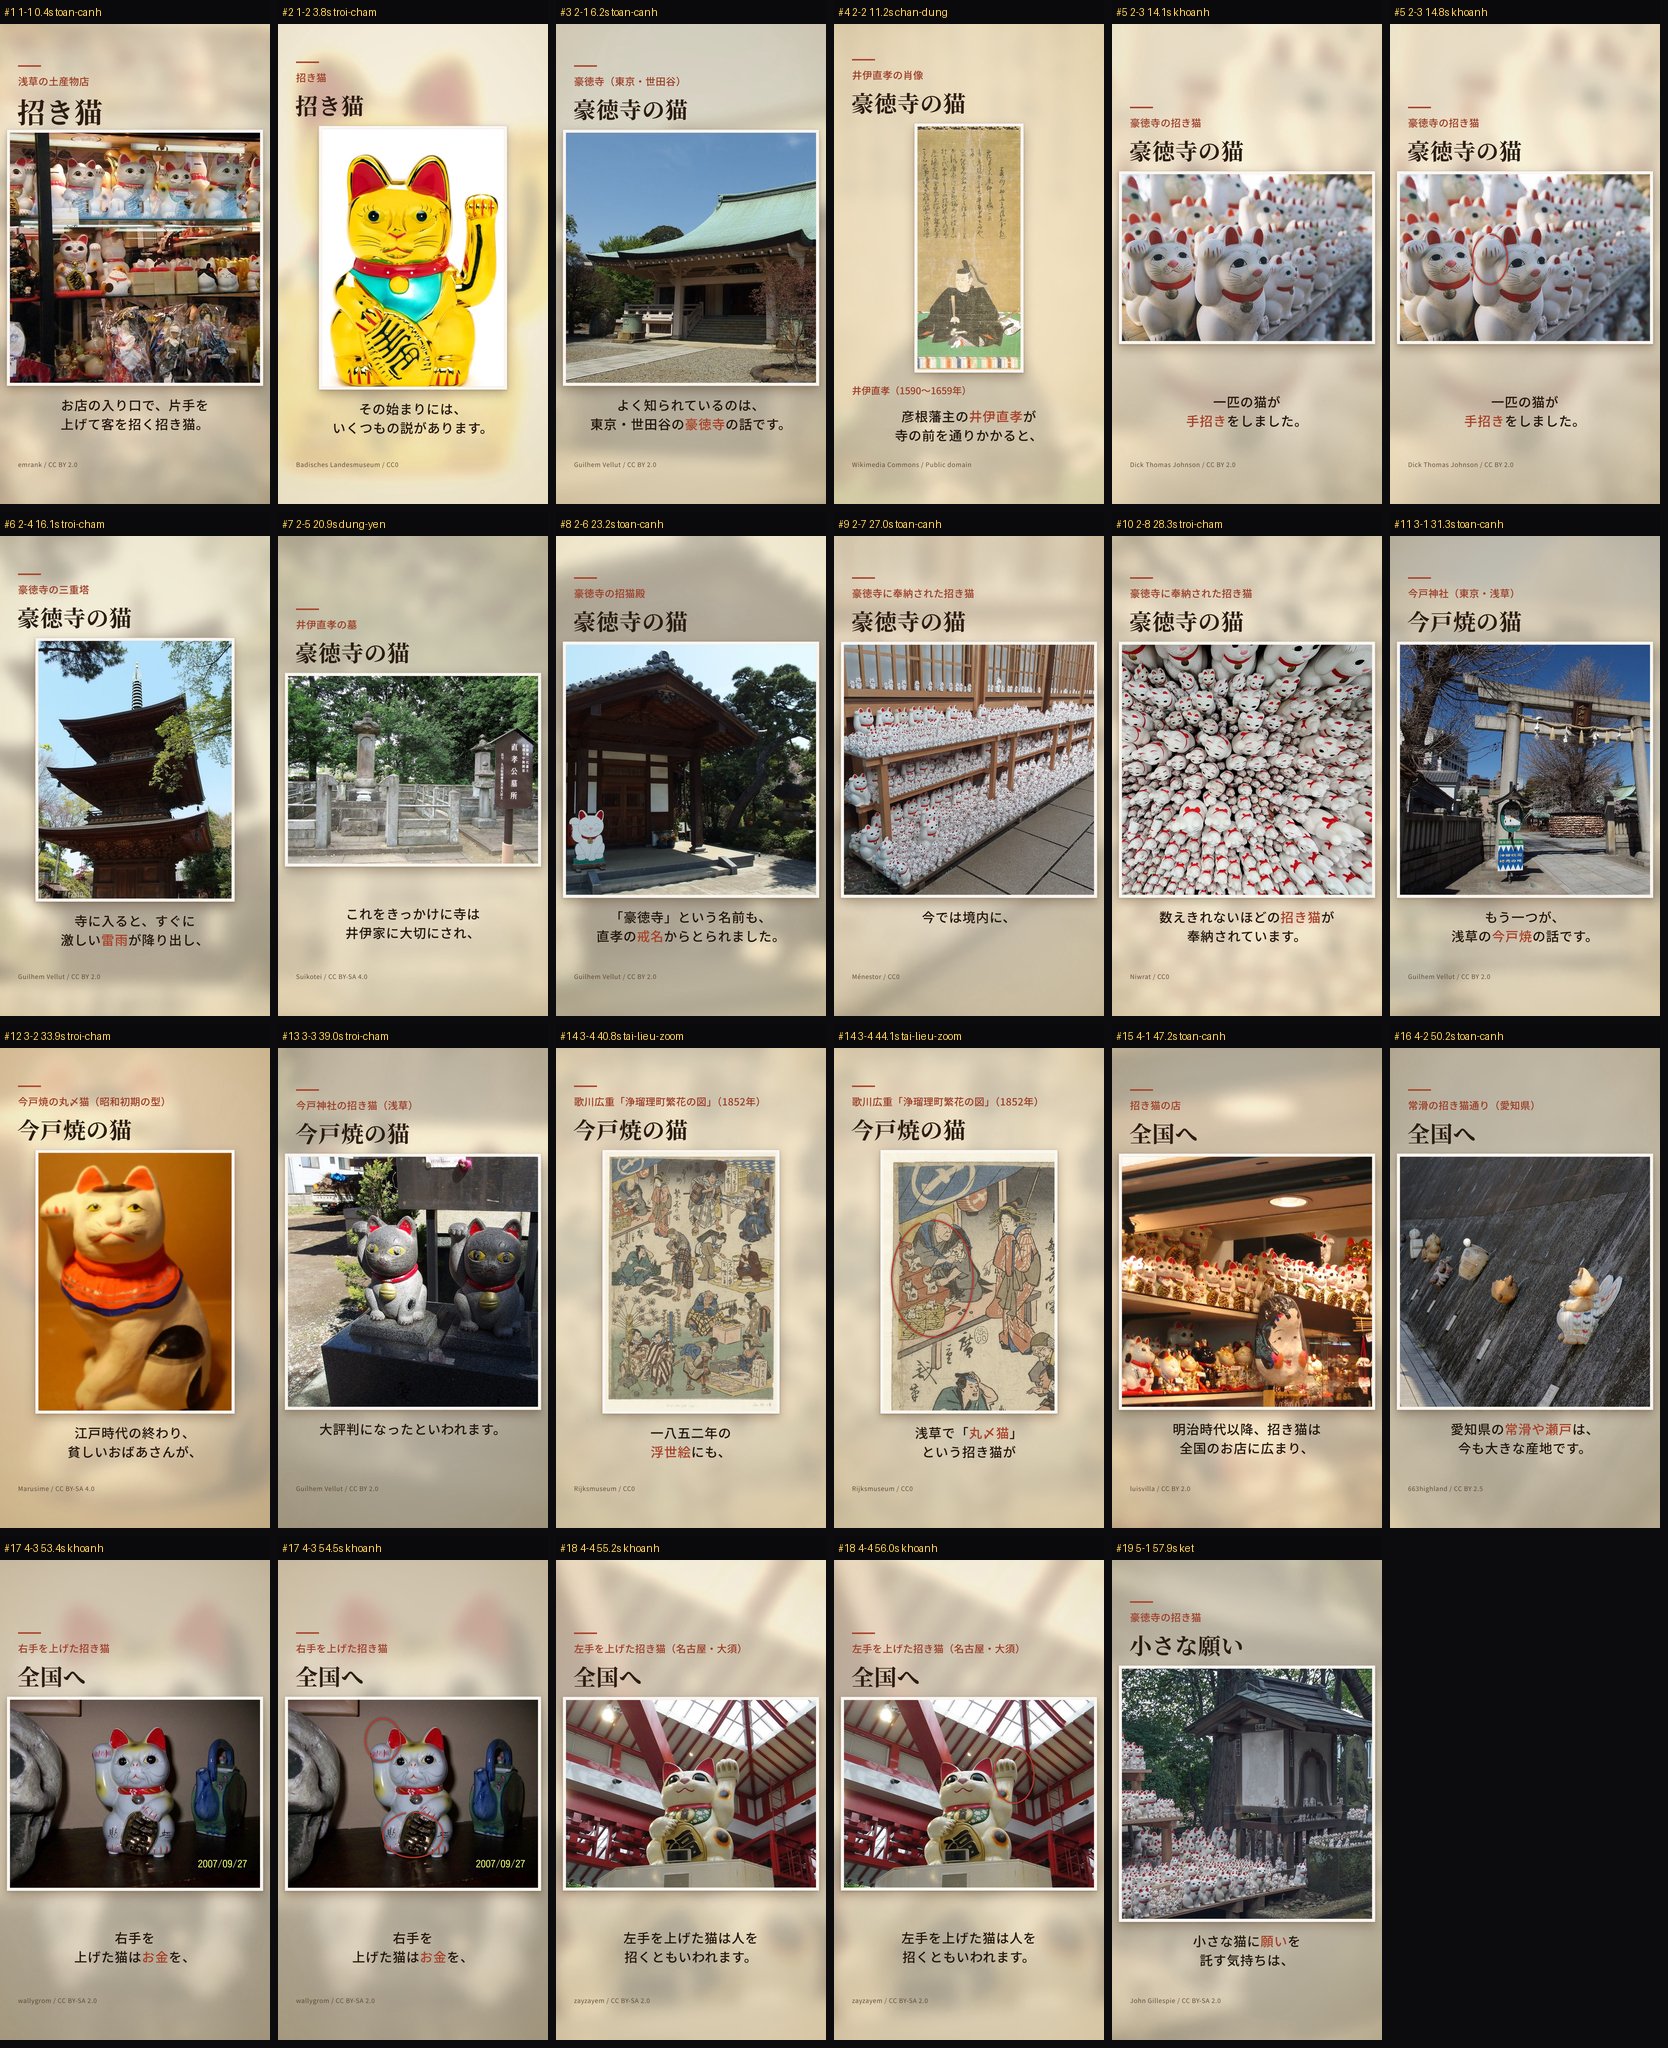 #1 1-1 0.4s toan-canh
浅草の土産物店
招き猫
お店の入り口で、片手を
上げて客を招く招き猫。
emrank / CC BY 2.0
#2 1-2 3.8s troi-cham
招き猫
招き猫
その始まりには、
いくつもの説があります。
Badisches Landesmuseum / CC0
#3 2-1 6.2s toan-canh
豪徳寺（東京・世田谷）
豪徳寺の猫
よく知られているのは、
東京・世田谷の豪徳寺の話です。
Guilhem Vellut / CC BY 2.0
#4 2-2 11.2s chan-dung
井伊直孝の肖像
豪徳寺の猫
井伊直孝（1590〜1659年）
彦根藩主の井伊直孝が
寺の前を通りかかると、
Wikimedia Commons / Public domain
#5 2-3 14.1s khoanh
豪徳寺の招き猫
豪徳寺の猫
一匹の猫が
手招きをしました。
Dick Thomas Johnson / CC BY 2.0
#5 2-3 14.8s khoanh
豪徳寺の招き猫
豪徳寺の猫
一匹の猫が
手招きをしました。
Dick Thomas Johnson / CC BY 2.0
#6 2-4 16.1s troi-cham
豪徳寺の三重塔
豪徳寺の猫
寺に入ると、すぐに
激しい雷雨が降り出し、
Guilhem Vellut / CC BY 2.0
#7 2-5 20.9s dung-yen
井伊直孝の墓
豪徳寺の猫
直孝公墓所
これをきっかけに寺は
井伊家に大切にされ、
Suikotei / CC BY-SA 4.0
#8 2-6 23.2s toan-canh
豪徳寺の招猫殿
豪徳寺の猫
「豪徳寺」という名前も、
直孝の戒名からとられました。
Guilhem Vellut / CC BY 2.0
#9 2-7 27.0s toan-canh
豪徳寺に奉納された招き猫
豪徳寺の猫
今では境内に、
Ménestor / CC0
#10 2-8 28.3s troi-cham
豪徳寺に奉納された招き猫
豪徳寺の猫
数えきれないほどの招き猫が
奉納されています。
Niwrat / CC0
#11 3-1 31.3s toan-canh
今戸神社（東京・浅草）
今戸焼の猫
もう一つが、
浅草の今戸焼の話です。
Guilhem Vellut / CC BY 2.0
#12 3-2 33.9s troi-cham
今戸焼の丸〆猫（昭和初期の型）
今戸焼の猫
江戸時代の終わり、
貧しいおばあさんが、
Marusime / CC BY-SA 4.0
#13 3-3 39.0s troi-cham
今戸神社の招き猫（浅草）
今戸焼の猫
大評判になったといわれます。
Guilhem Vellut / CC BY 2.0
#14 3-4 40.8s tai-lieu-zoom
歌川広重「浄瑠理町繁花の図」（1852年）
今戸焼の猫
一八五二年の
浮世絵にも、
Rijksmuseum / CC0
#14 3-4 44.1s tai-lieu-zoom
歌川広重「浄瑠理町繁花の図」（1852年）
今戸焼の猫
浅草で「丸〆猫」
という招き猫が
Rijksmuseum / CC0
#15 4-1 47.2s toan-canh
招き猫の店
全国へ
明治時代以降、招き猫は
全国のお店に広まり、
luisvilla / CC BY 2.0
#16 4-2 50.2s toan-canh
常滑の招き猫通り（愛知県）
全国へ
愛知県の常滑や瀬戸は、
今も大きな産地です。
663highland / CC BY 2.5
#17 4-3 53.4s khoanh
右手を上げた招き猫
全国へ
2007/09/27
右手を
上げた猫はお金を、
wallygrom / CC BY-SA 2.0
#17 4-3 54.5s khoanh
右手を上げた招き猫
全国へ
2007/09/27
右手を
上げた猫はお金を、
wallygrom / CC BY-SA 2.0
#18 4-4 55.2s khoanh
左手を上げた招き猫（名古屋・大須）
全国へ
福
左手を上げた猫は人を
招くともいわれます。
zayzayem / CC BY-SA 2.0
#18 4-4 56.0s khoanh
左手を上げた招き猫（名古屋・大須）
全国へ
福
左手を上げた猫は人を
招くともいわれます。
zayzayem / CC BY-SA 2.0
#19 5-1 57.9s ket
豪徳寺の招き猫
小さな願い
小さな猫に願いを
託す気持ちは、
John Gillespie / CC BY-SA 2.0